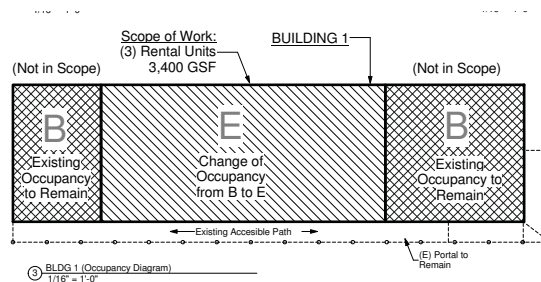 Scope of Work:
(3) Rental Units
3,400 GSF
BUILDING 1
(Not in Scope)
(Not in Scope)
B
Existing
Occupancy
to Remain
E
Change of
Occupancy
from B to E
B
Existing
Occupancy to
Remain
Existing Accesible Path
(E) Portal to
Remain
3
BLDG 1 (Occupancy Diagram)
1/16" = 1'-0"